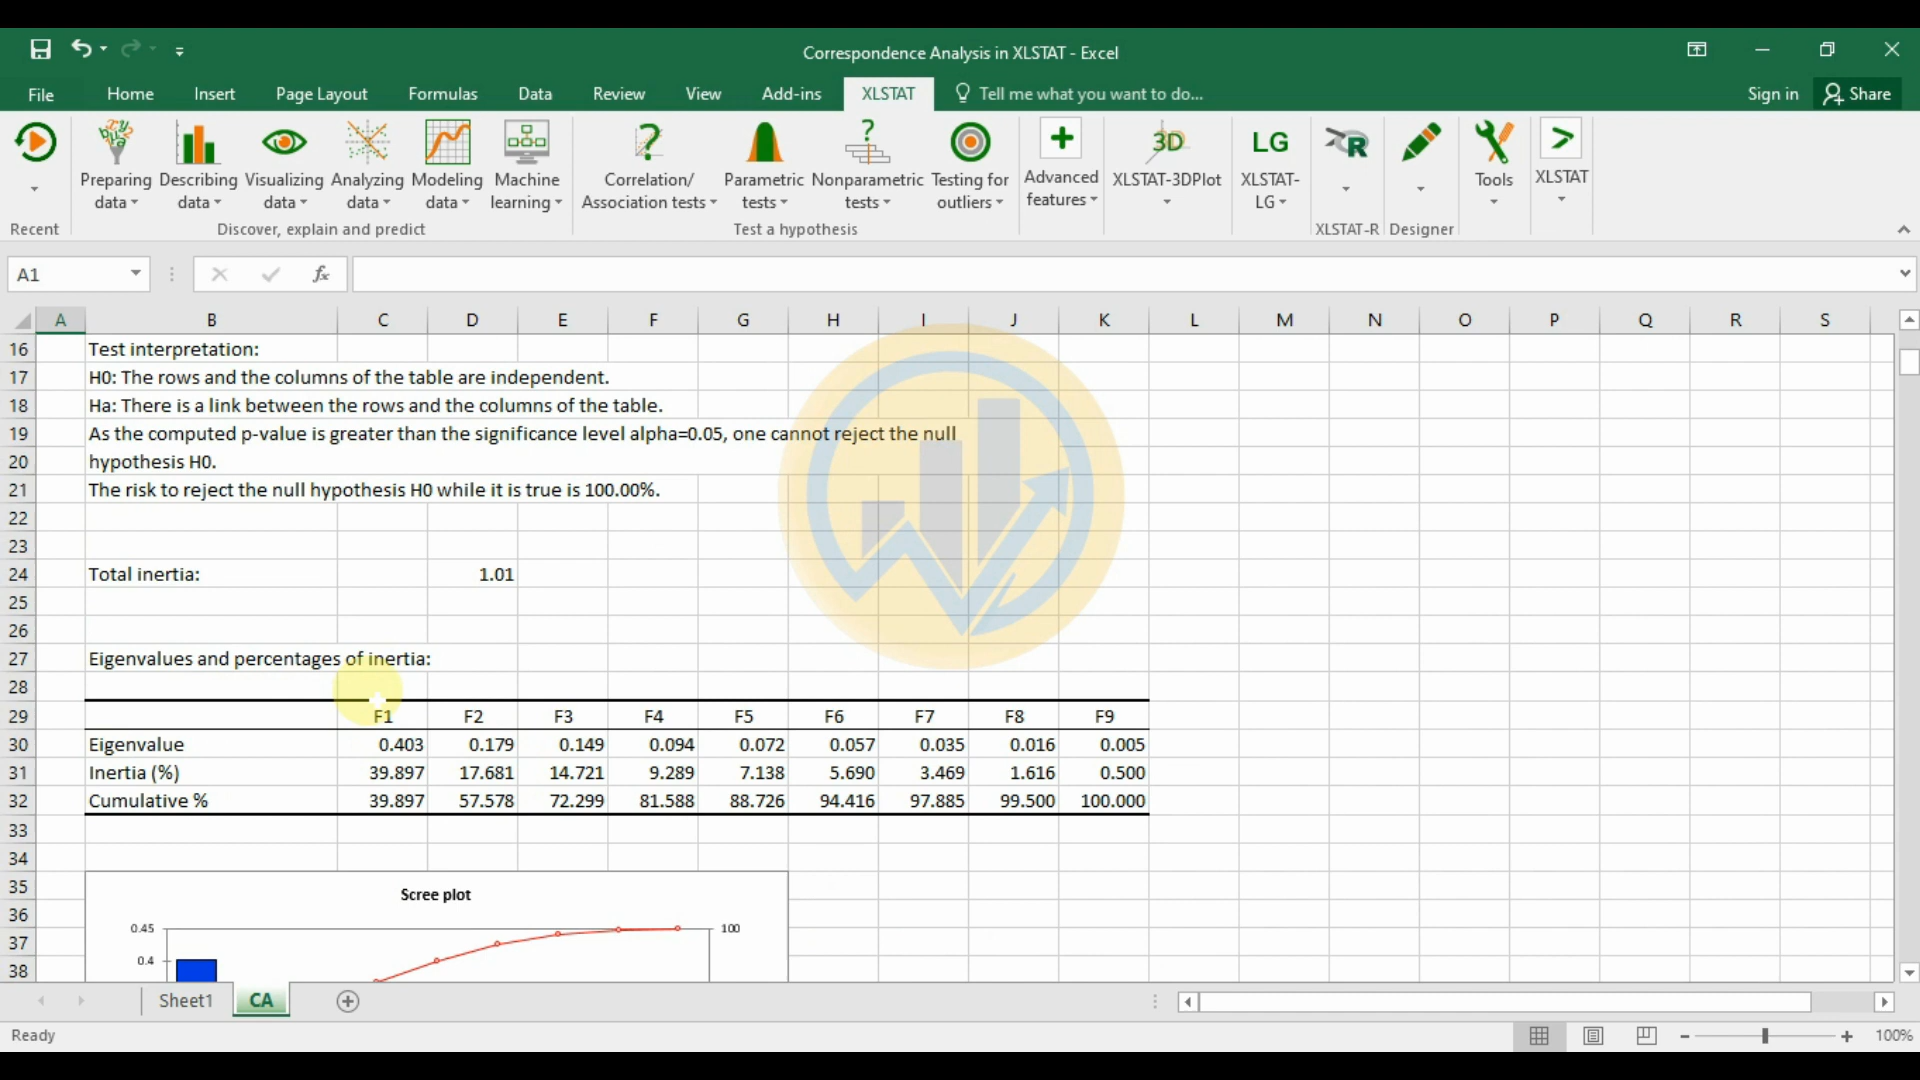 Correspondence Analysis in XLSTAT - Excel
File Home Insert Page Layout Formulas Data Review View Add-ins XLSTAT Tell me what you want to do... Sign in Share
Preparing data Describing data Visualizing data Analyzing data Modeling data Machine learning Correlation/ Association tests Parametric tests Nonparametric tests Testing for outliers Advanced features 3D XLSTAT-3DPlot LG XLSTAT-LG R Tools XLSTAT
Recent Discover, explain and predict Test a hypothesis XLSTAT-R Designer
A1 fx
A B C D E F G H I J K L M N O P Q R S
16 Test interpretation:
17 H0: The rows and the columns of the table are independent.
18 Ha: There is a link between the rows and the columns of the table.
19 As the computed p-value is greater than the significance level alpha=0.05, one cannot reject the null
20 hypothesis H0.
21 The risk to reject the null hypothesis H0 while it is true is 100.00%.
22
23
24 Total inertia: 1.01
25
26
27 Eigenvalues and percentages of inertia:
28
29 F1 F2 F3 F4 F5 F6 F7 F8 F9
30 Eigenvalue 0.403 0.179 0.149 0.094 0.072 0.057 0.035 0.016 0.005
31 Inertia (%) 39.897 17.681 14.721 9.289 7.138 5.690 3.469 1.616 0.500
32 Cumulative % 39.897 57.578 72.299 81.588 88.726 94.416 97.885 99.500 100.000
33
34
35 Scree plot
36
37 0.45 100
38 0.4
Sheet1 CA
Ready 100%